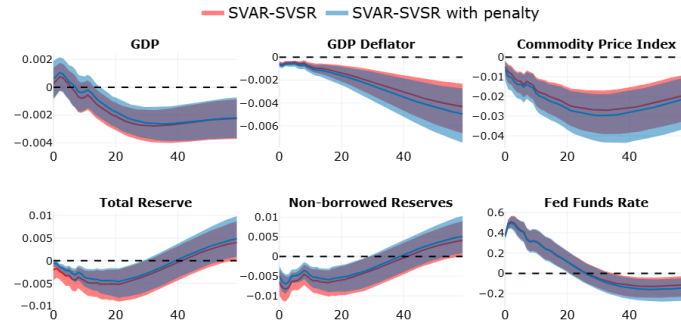 SVAR-SVSR SVAR-SVSR with penalty
GDP
0.002
0
−0.002
−0.004
0 20 40
GDP Deflator
0
−0.002
−0.004
−0.006
0 20 40
Commodity Price Index
0
−0.01
−0.02
−0.03
−0.04
0 20 40
Total Reserve
0.01
0.005
0
−0.005
−0.01
0 20 40
Non-borrowed Reserves
0.01
0.005
0
−0.005
−0.01
0 20 40
Fed Funds Rate
0.6
0.4
0.2
0
−0.2
0 20 40